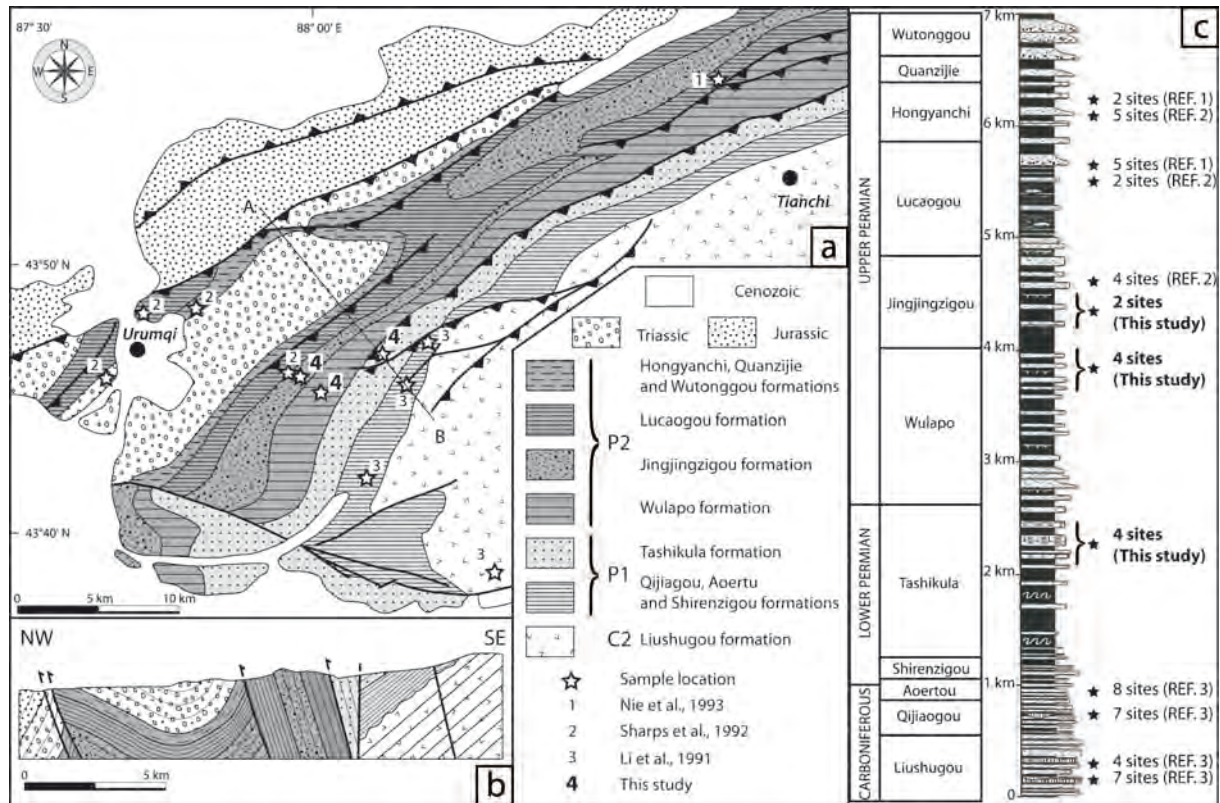 87° 30'
88° 00' E
N
W
E
S
1
A
Tianchi
a
43°50' N
2
2
Urumqi
2
4
3
2
4
4
3
B
3
43°40' N
3
0
5 km
10 km
Cenozoic
Triassic
Jurassic
Hongyanchi, Quanzijie
and Wutonggou formations
Lucaogou formation
P2
Jingjingzigou formation
Wulapo formation
Tashikula formation
P1
Qijiagou, Aoertu
and Shirenzigou formations
C2
Liushugou formation
Sample location
1
Nie et al., 1993
2
Sharps et al., 1992
3
Li et al., 1991
4
This study
NW
SE
0
5 km
b
c
7 km
6 km
5 km
4 km
3 km
2 km
1 km
0
UPPER PERMIAN
LOWER PERMIAN
CARBONIFEROUS
Wutonggou
Quanzijie
Hongyanchi
Lucaogou
Jingjingzigou
Wulapo
Tashikula
Shirenzigou
Aoertou
Qijiaogou
Liushugou
2 sites (REF. 1)
5 sites (REF. 2)
5 sites (REF. 1)
2 sites (REF. 2)
4 sites (REF. 2)
2 sites
(This study)
4 sites
(This study)
4 sites
(This study)
8 sites (REF. 3)
7 sites (REF. 3)
4 sites (REF. 3)
7 sites (REF. 3)